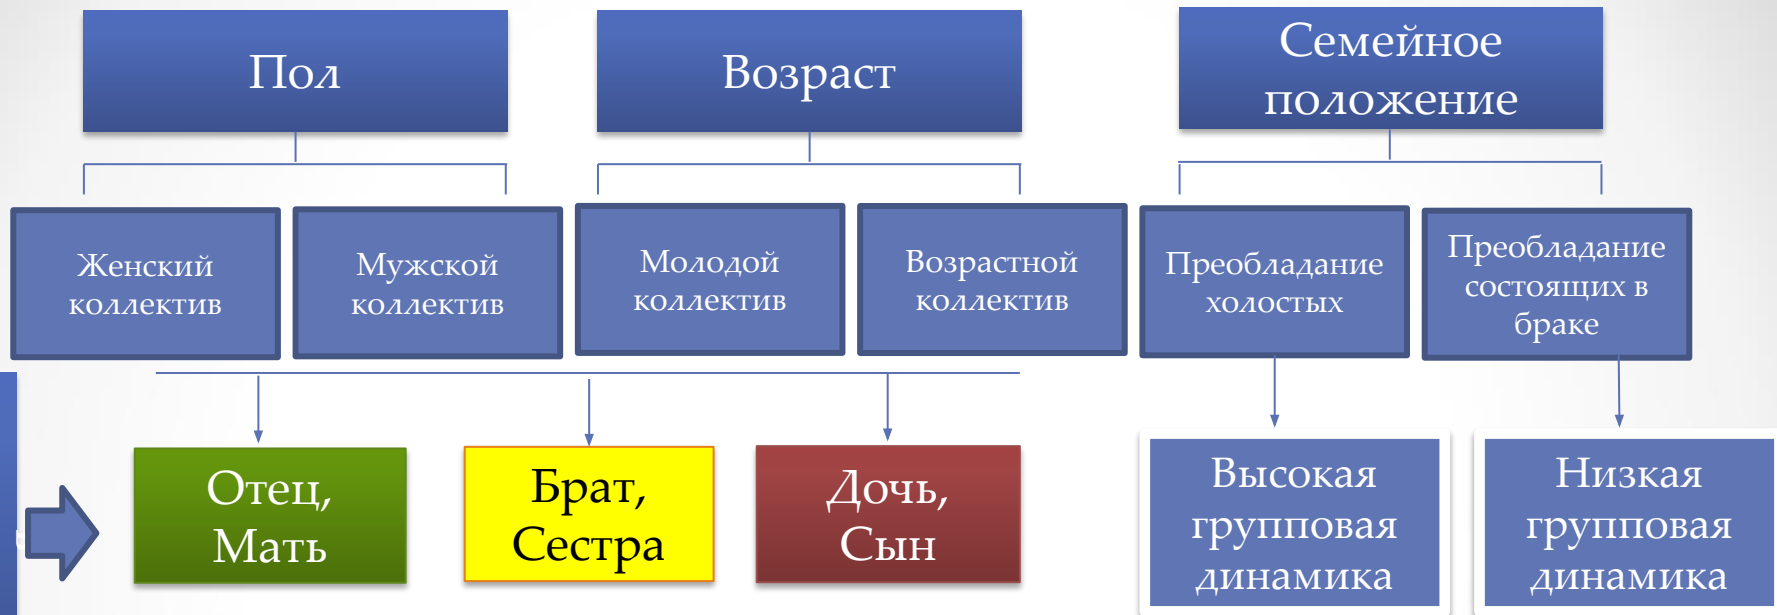 Пол
Возраст
Семейное
положение
Женский
коллектив
Мужской
коллектив
Молодой
коллектив
Возрастной
коллектив
Преобладание
холостых
Преобладание
состоящих в
браке
Отец,
Мать
Брат,
Сестра
Дочь,
Сын
Высокая
групповая
динамика
Низкая
групповая
динамика